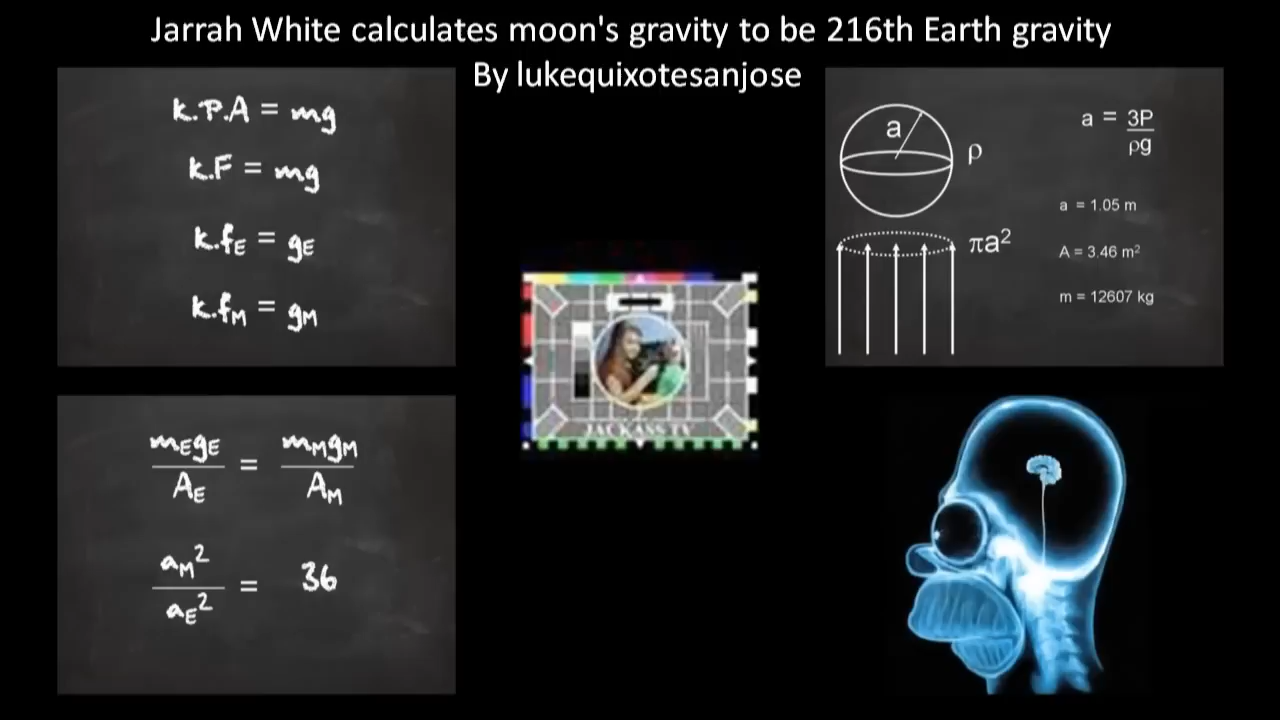 Jarrah White calculates moon's gravity to be 216th Earth gravity
By lukequixotesanjose
k.P.A = mg
k.F = mg
k.fE = gE
k.fM = gM
a
ρ
πa²
a = 3P
ρg
a = 1.05 m
A = 3.46 m²
m = 12607 kg
JACKASS TV
mEgE = mMgM
AE AM
aM² = 36
aE²